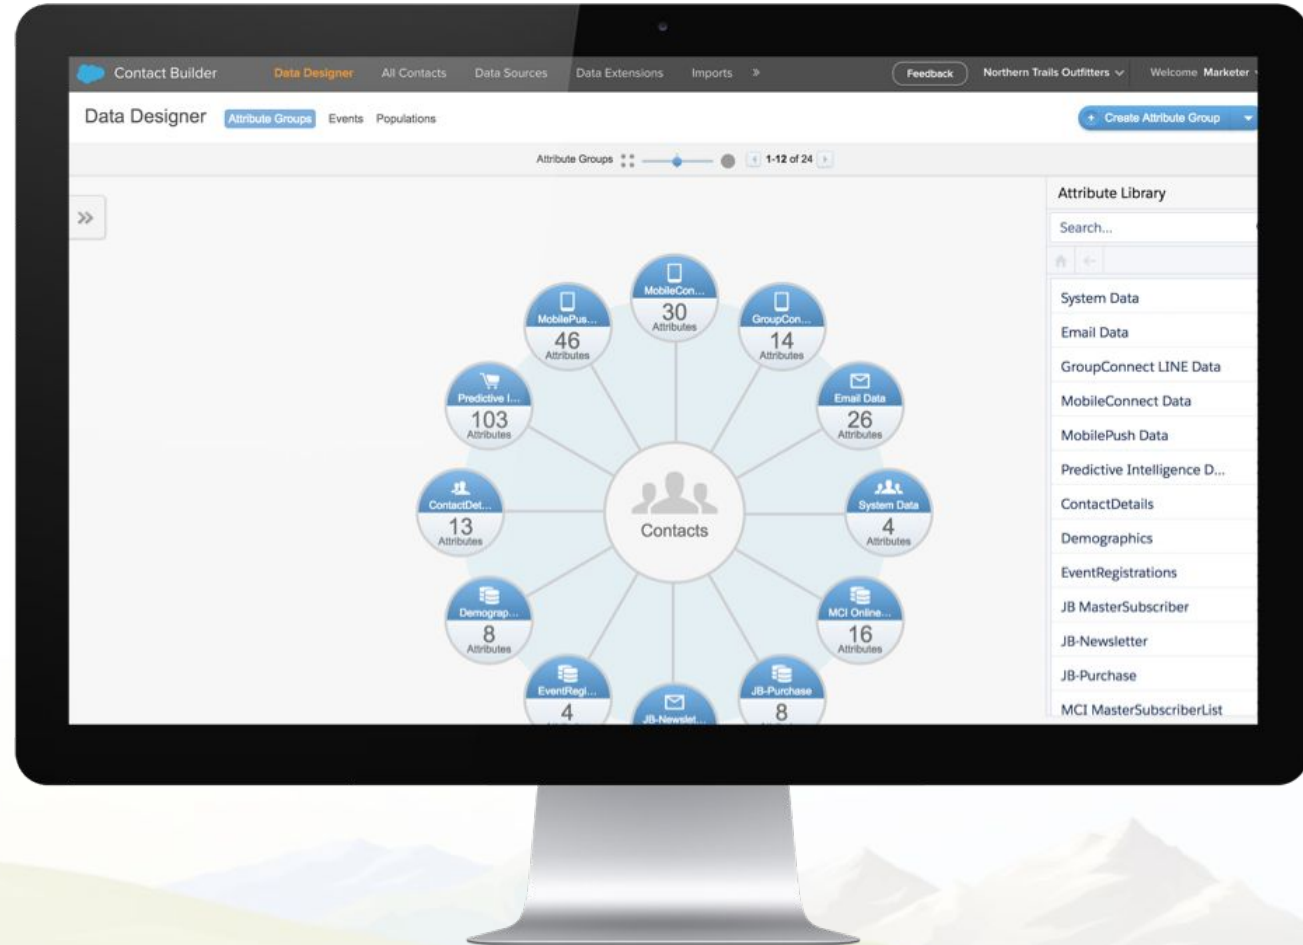 Contact Builder Data Designer All Contacts Data Sources Data Extensions Imports » Feedback Northern Trails Outfitters Welcome Marketer
Data Designer Attribute Groups Events Populations + Create Attribute Group
Attribute Groups 1-12 of 24
Attribute Library
Search...
MobileCon...
30
Attributes
GroupCon...
14
Attributes
Email Data
26
Attributes
System Data
4
Attributes
MCI Online...
16
Attributes
JB-Purchase
8
JB-Newslet...
EventRegi...
4
Demograp...
8
Attributes
ContactDet...
13
Attributes
Predictive I...
103
Attributes
MobilePus...
46
Attributes
Contacts
System Data
Email Data
GroupConnect LINE Data
MobileConnect Data
MobilePush Data
Predictive Intelligence D...
ContactDetails
Demographics
EventRegistrations
JB MasterSubscriber
JB-Newsletter
JB-Purchase
MCI MasterSubscriberList